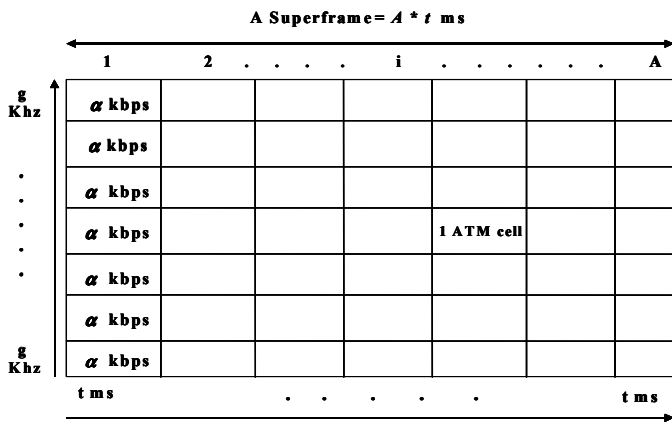 A Superframe= A * t ms
1 2 . . . . i . . . . . . A
g
Khz
α kbps
α kbps
α kbps
α kbps 1 ATM cell
α kbps
α kbps
α kbps
g
Khz
t ms . . . . . t ms